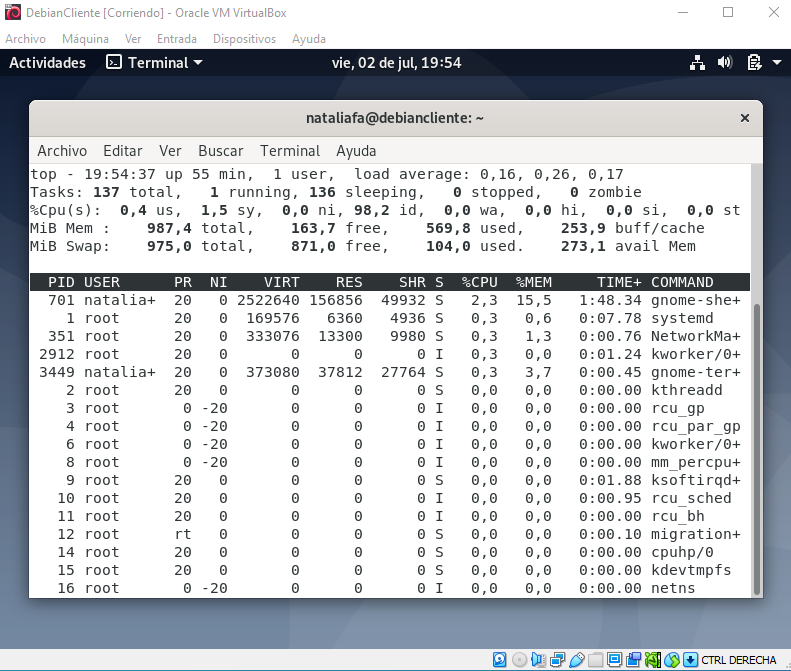 DebianCliente [Corriendo] - Oracle VM VirtualBox
Archivo Máquina Ver Entrada Dispositivos Ayuda
Actividades Terminal vie, 02 de jul, 19:54
nataliafa@debiancliente: ~
Archivo Editar Ver Buscar Terminal Ayuda
top - 19:54:37 up 55 min,  1 user,  load average: 0,16, 0,26, 0,17
Tasks: 137 total,   1 running, 136 sleeping,   0 stopped,   0 zombie
%Cpu(s):  0,4 us,  1,5 sy,  0,0 ni, 98,2 id,  0,0 wa,  0,0 hi,  0,0 si,  0,0 st
MiB Mem :    987,4 total,    163,7 free,    569,8 used,    253,9 buff/cache
MiB Swap:    975,0 total,    871,0 free,    104,0 used.    273,1 avail Mem
PID USER PR NI VIRT RES SHR S %CPU %MEM TIME+ COMMAND
701 natalia+ 20 0 2522640 156856 49932 S 2,3 15,5 1:48.34 gnome-she+
1 root 20 0 169576 6360 4936 S 0,3 0,6 0:07.78 systemd
351 root 20 0 333076 13300 9980 S 0,3 1,3 0:00.76 NetworkMa+
2912 root 20 0 0 0 0 I 0,3 0,0 0:01.24 kworker/0+
3449 natalia+ 20 0 373080 37812 27764 S 0,3 3,7 0:00.45 gnome-ter+
2 root 20 0 0 0 0 S 0,0 0,0 0:00.00 kthreadd
3 root 0 -20 0 0 0 I 0,0 0,0 0:00.00 rcu_gp
4 root 0 -20 0 0 0 I 0,0 0,0 0:00.00 rcu_par_gp
6 root 0 -20 0 0 0 I 0,0 0,0 0:00.00 kworker/0+
8 root 0 -20 0 0 0 I 0,0 0,0 0:00.00 mm_percpu+
9 root 20 0 0 0 0 S 0,0 0,0 0:01.88 ksoftirqd+
10 root 20 0 0 0 0 I 0,0 0,0 0:00.95 rcu_sched
11 root 20 0 0 0 0 I 0,0 0,0 0:00.00 rcu_bh
12 root rt 0 0 0 0 S 0,0 0,0 0:00.10 migration+
14 root 20 0 0 0 0 S 0,0 0,0 0:00.00 cpuhp/0
15 root 20 0 0 0 0 S 0,0 0,0 0:00.00 kdevtmpfs
16 root 0 -20 0 0 0 I 0,0 0,0 0:00.00 netns
CTRL DERECHA